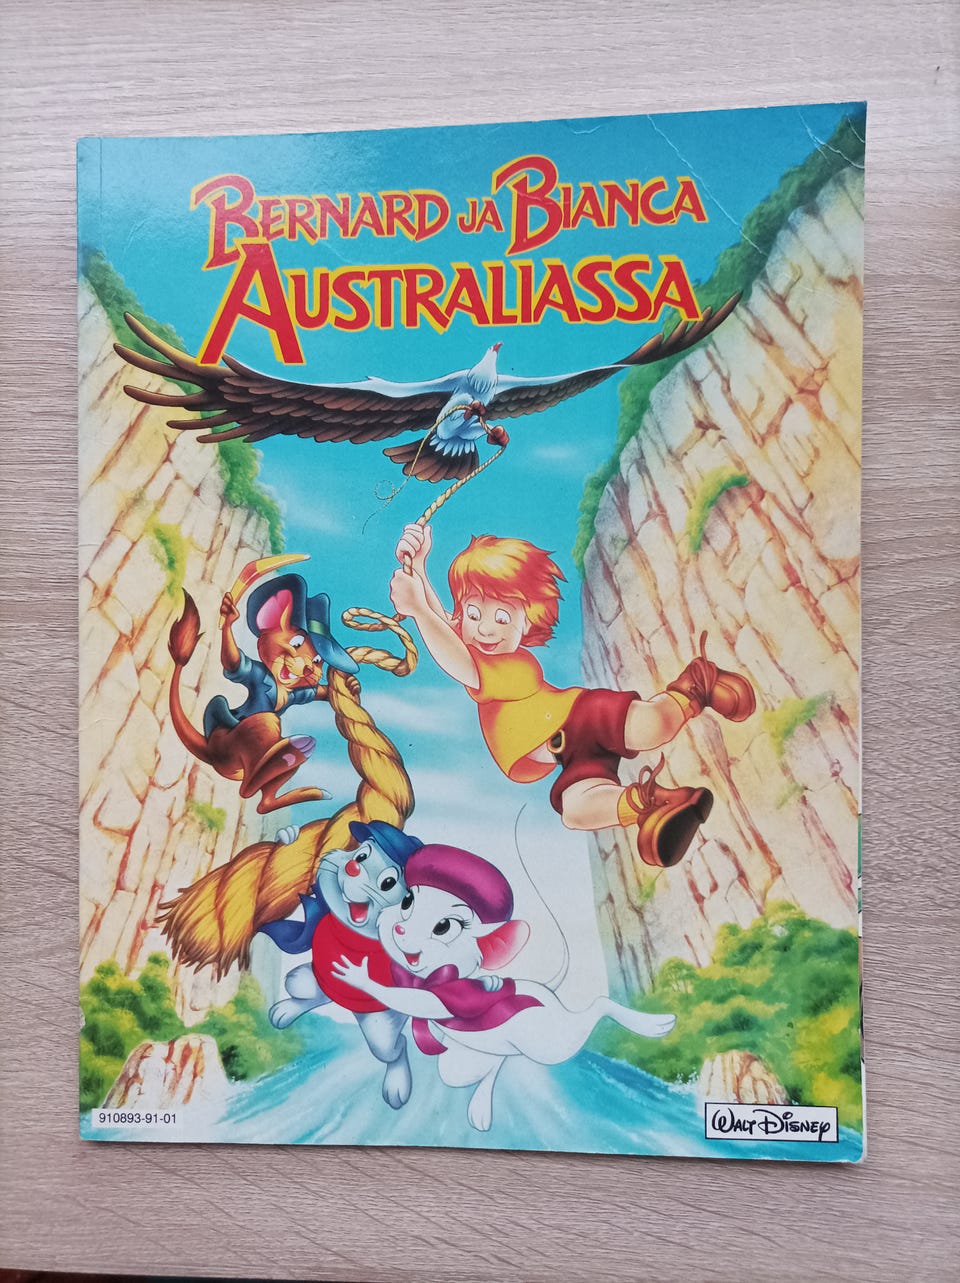 BERNARD JA BIANCA
AUSTRALIASSA
910893-91-01
WALT DISNEY